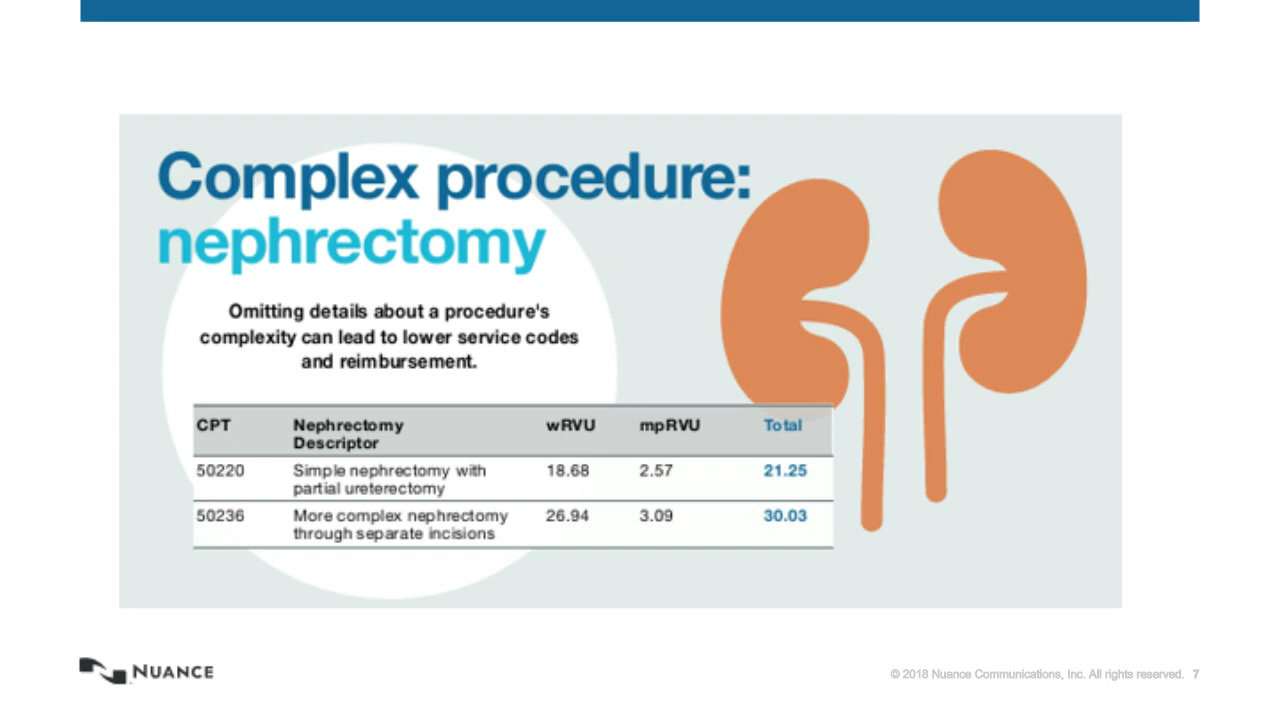 Complex procedure:
nephrectomy
Omitting details about a procedure's
complexity can lead to lower service codes
and reimbursement.
CPT Nephrectomy Descriptor wRVU mpRVU Total
50220 Simple nephrectomy with partial ureterectomy 18.68 2.57 21.25
50236 More complex nephrectomy through separate incisions 26.94 3.09 30.03
NUANCE
© 2018 Nuance Communications, Inc. All rights reserved. 7